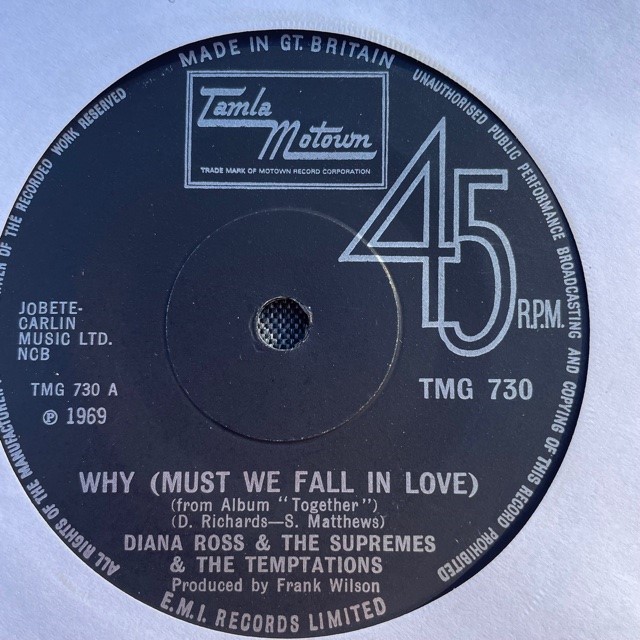 MADE IN GT. BRITAIN
UNAUTHORISED PUBLIC PERFORMANCE BROADCASTING AND COPYING OF THIS RECORD PROHIBITED
ALL RIGHTS OF THE MANUFACTURER
OF THE RECORDED WORK RESERVED
Tamla
Motown
TRADE MARK OF MOTOWN RECORD CORPORATION
45
R.P.M.
JOBETE-
CARLIN
MUSIC LTD.
NCB
TMG 730 A
℗ 1969
TMG 730
WHY (MUST WE FALL IN LOVE)
(from Album "Together")
(D. Richards—S. Matthews)
DIANA ROSS & THE SUPREMES
& THE TEMPTATIONS
Produced by Frank Wilson
E.M.I. RECORDS LIMITED